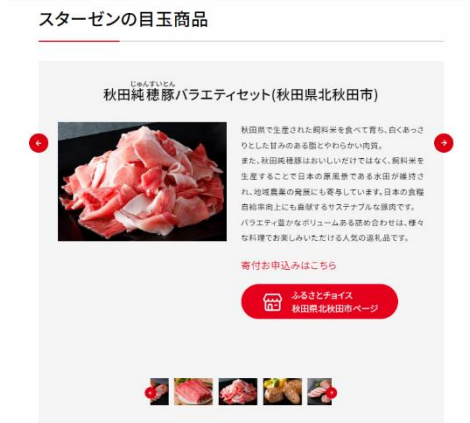 スターゼンの目玉商品
じゅんすいとん
秋田純穂豚バラエティセット(秋田県北秋田市)
秋田県で生産された飼料米を食べて育ち、白くあっさ
りとした甘みのある脂とやわらかい肉質。
また、秋田純穂豚はおいしいだけではなく、飼料米を
生産することで日本の原風景である水田が維持さ
れ、地域農業の発展にも寄与しています。日本の食糧
自給率向上にも貢献するサステナブルな豚肉です。
バラエティ豊かなボリュームある詰め合わせは、様々
な料理でお楽しみいただける人気の返礼品です。
寄付お申込みはこちら
ふるさとチョイス
秋田県北秋田市ページ